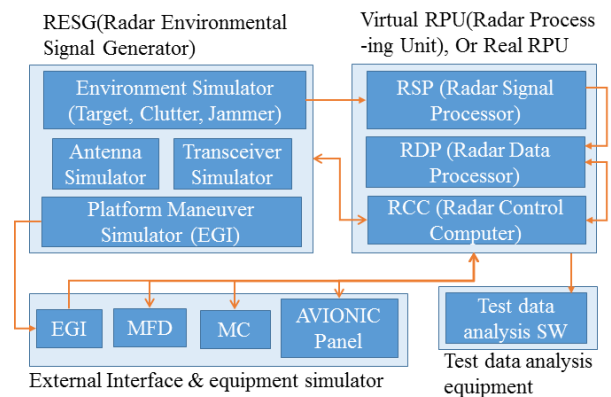 RESG(Radar Environmental
Signal Generator)
Environment Simulator
(Target, Clutter, Jammer)
Antenna
Simulator
Transceiver
Simulator
Platform Maneuver
Simulator (EGI)
Virtual RPU(Radar Process
-ing Unit), Or Real RPU
RSP (Radar Signal
Processor)
RDP (Radar Data
Processor)
RCC (Radar Control
Computer)
EGI
MFD
MC
AVIONIC
Panel
External Interface & equipment simulator
Test data
analysis SW
Test data analysis
equipment